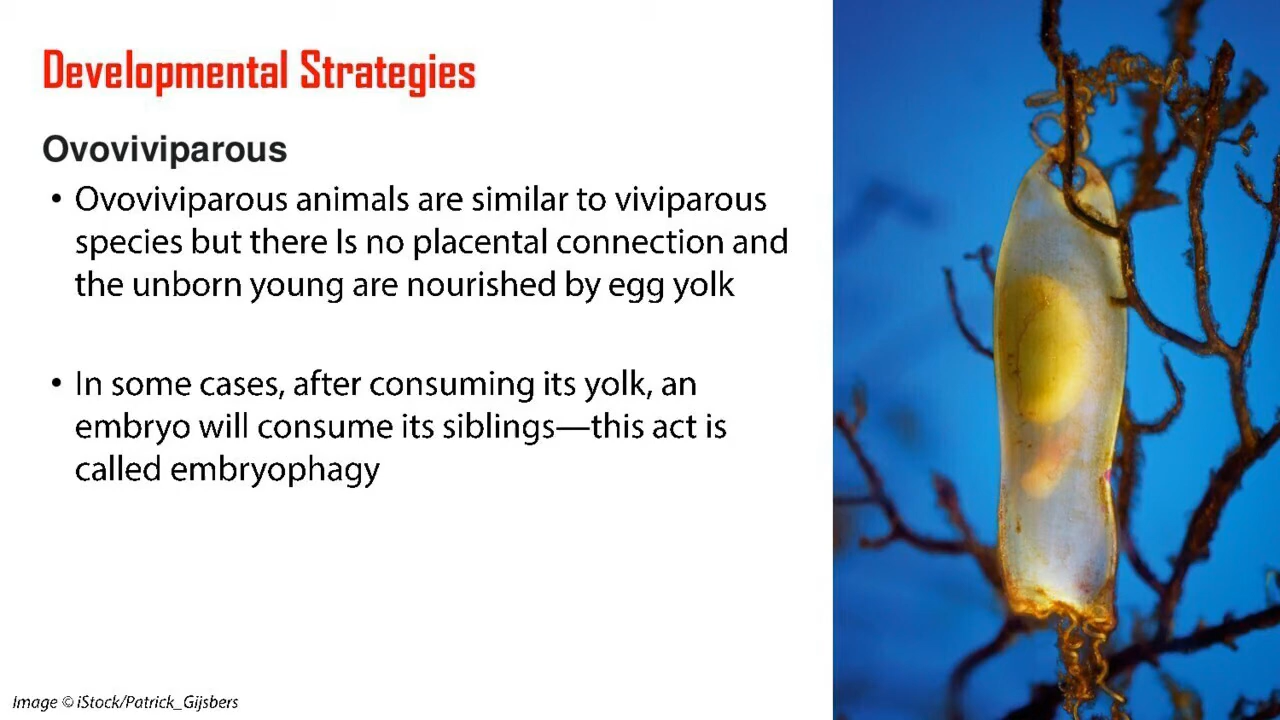 Developmental Strategies
Ovoviviparous
• Ovoviviparous animals are similar to viviparous
species but there Is no placental connection and
the unborn young are nourished by egg yolk
• In some cases, after consuming its yolk, an
embryo will consume its siblings—this act is
called embryophagy
Image © iStock/Patrick_Gijsbers